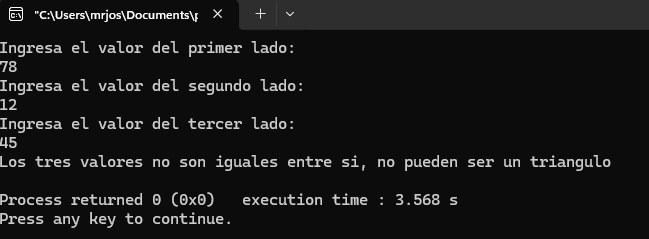 "C:\Users\mrjos\Documents\p
Ingresa el valor del primer lado:
78
Ingresa el valor del segundo lado:
12
Ingresa el valor del tercer lado:
45
Los tres valores no son iguales entre si, no pueden ser un triangulo
Process returned 0 (0x0)   execution time : 3.568 s
Press any key to continue.